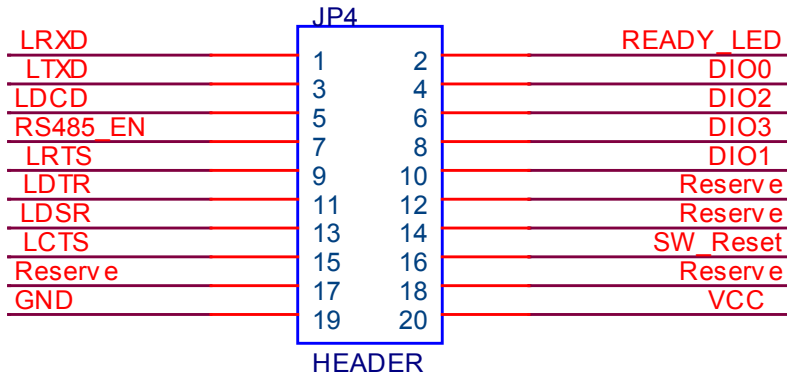 JP4
LRXD 1 2 READY_LED
LTXD 3 4 DIO0
LDCD 5 6 DIO2
RS485_EN 7 8 DIO3
LRTS 9 10 DIO1
LDTR 11 12 Reserve
LDSR 13 14 Reserve
LCTS 15 16 SW_Reset
Reserve 17 18 Reserve
GND 19 20 VCC
HEADER